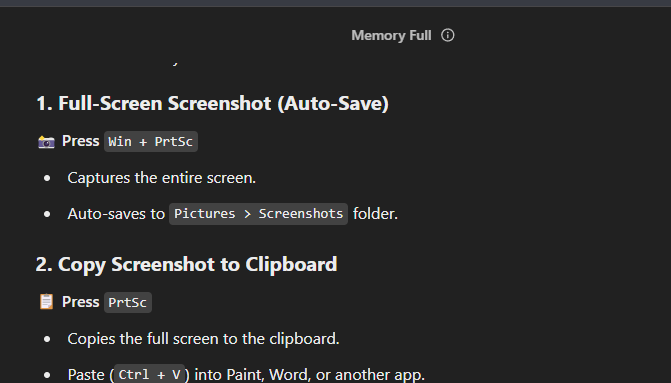 Memory Full
1. Full-Screen Screenshot (Auto-Save)
📸 Press Win + PrtSc
• Captures the entire screen.
• Auto-saves to Pictures > Screenshots folder.
2. Copy Screenshot to Clipboard
📋 Press PrtSc
• Copies the full screen to the clipboard.
• Paste (Ctrl + V) into Paint, Word, or another app.